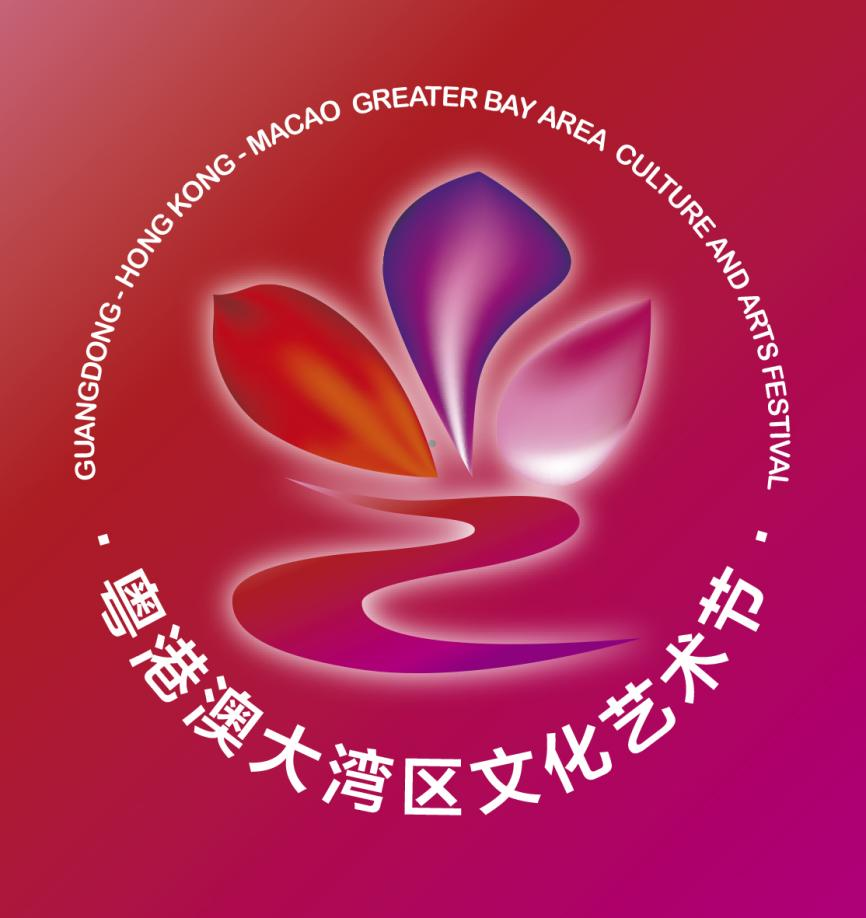 GUANGDONG - HONG KONG - MACAO GREATER BAY AREA CULTURE AND ARTS FESTIVAL
· 粤港澳大湾区文化艺术节 ·